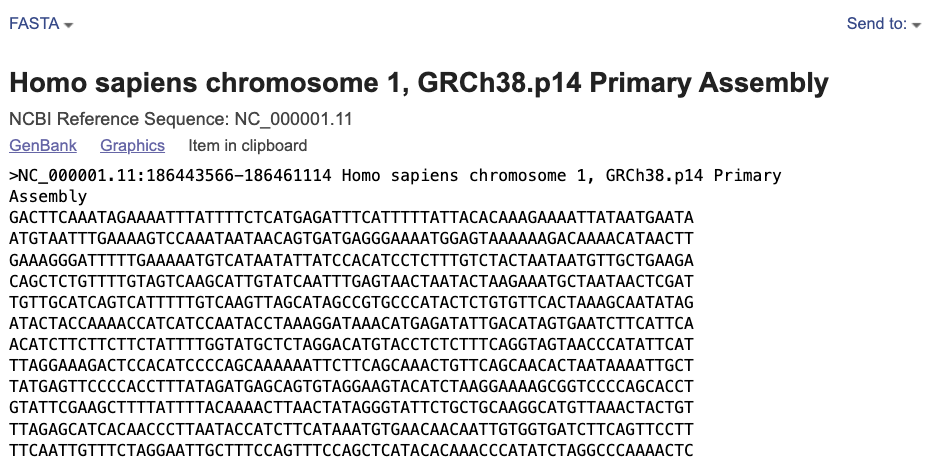 FASTA
Send to:
Homo sapiens chromosome 1, GRCh38.p14 Primary Assembly
NCBI Reference Sequence: NC_000001.11
GenBank Graphics Item in clipboard
>NC_000001.11:186443566-186461114 Homo sapiens chromosome 1, GRCh38.p14 Primary
Assembly
GACTTCAAATAGAAAATTTATTTTCTCATGAGATTTCATTTTTATTACACAAAGAAAATTATAATGAATA
ATGTAATTTGAAAAGTCCAAATAATAACAGTGATGAGGGAAAATGGAGTAAAAAAGACAAAACATAACTT
GAAAGGGATTTTTGAAAAATGTCATAATATTATCCACATCCTCTTTGTCTACTAATAATGTTGCTGAAGA
CAGCTCTGTTTTGTAGTCAAGCATTGTATCAATTTGAGTAACTAATACTAAGAAATGCTAATAACTCGAT
TGTTGCATCAGTCATTTTTGTCAAGTTAGCATAGCCGTGCCCATACTCTGTGTTCACTAAAGCAATATAG
ATACTACCAAAACCATCATCCAATACCTAAAGGATAAACATGAGATATTGACATAGTGAATCTTCATTCA
ACATCTTCTTCTTCTATTTTGGTATGCTCTAGGACATGTACCTCTCTTTCAGGTAGTAACCCATATTCAT
TTAGGAAAGACTCCACATCCCCAGCAAAAAATTCTTCAGCAAACTGTTCAGCAACACTAATAAAATTGCT
TATGAGTTCCCCACCTTTATAGATGAGCAGTGTAGGAAGTACATCTAAGGAAAAGCGGTCCCCAGCACCT
GTATTCGAAGCTTTTATTTTACAAAACTTAACTATAGGGTATTCTGCTGCAAGGCATGTTAAACTACTGT
TTAGAGCATCACAACCCTTAATACCATCTTCATAAATGTGAACAACAATTGTGGTGATCTTCAGTTCCTT
TTCAATTGTTTCTAGGAATTGCTTTCCAGTTTCCAGCTCATACACAAACCCATATCTAGGCCCAAAACTC